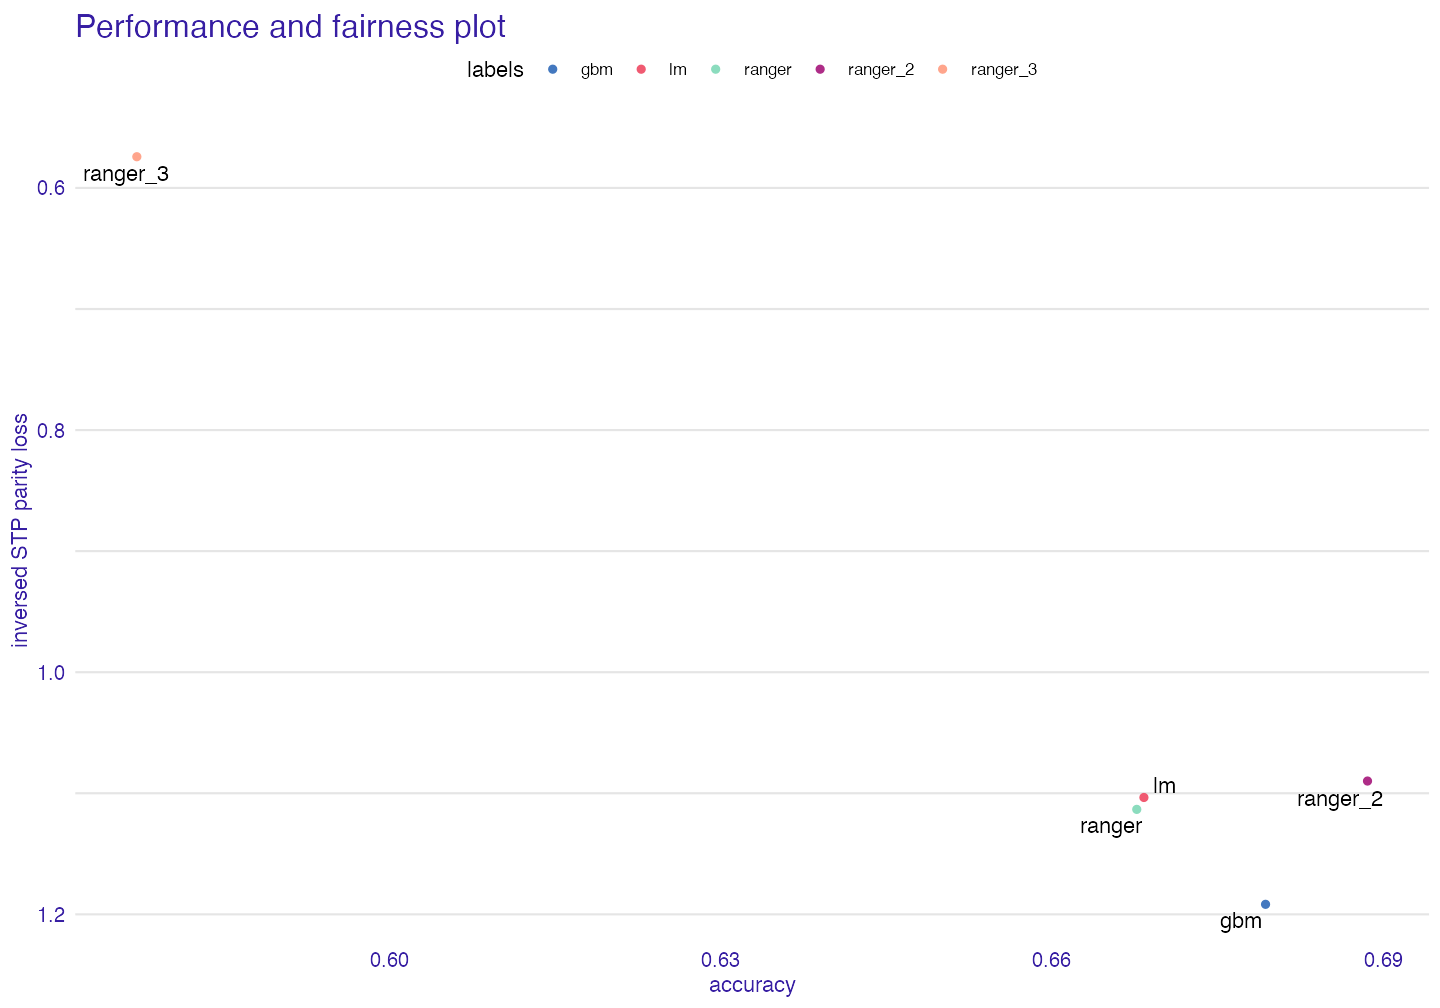 Performance and fairness plot
labels gbm lm ranger ranger_2 ranger_3
ranger_3
0.6
0.8
inversed STP parity loss
1.0
lm
ranger_2
ranger
1.2
gbm
0.60 0.63 0.66 0.69
accuracy